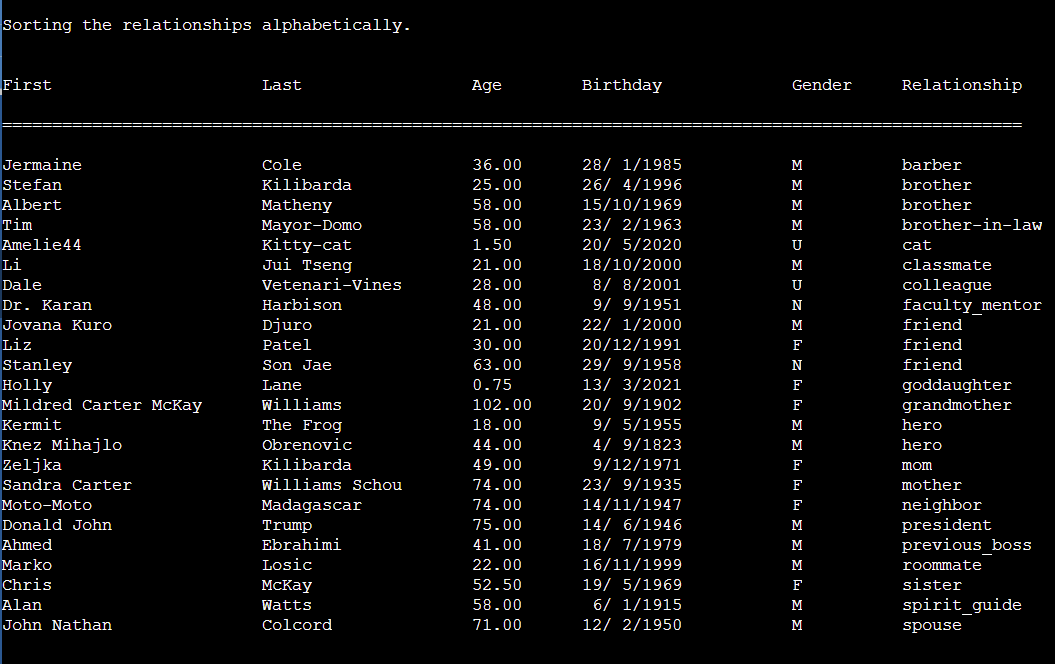 Sorting the relationships alphabetically.
First Last Age Birthday Gender Relationship
======================================================================================================
Jermaine Cole 36.00 28/ 1/1985 M barber
Stefan Kilibarda 25.00 26/ 4/1996 M brother
Albert Matheny 58.00 15/10/1969 M brother
Tim Mayor-Domo 58.00 23/ 2/1963 M brother-in-law
Amelie44 Kitty-cat 1.50 20/ 5/2020 U cat
Li Jui Tseng 21.00 18/10/2000 M classmate
Dale Vetenari-Vines 28.00 8/ 8/2001 U colleague
Dr. Karan Harbison 48.00 9/ 9/1951 N faculty_mentor
Jovana Kuro Djuro 21.00 22/ 1/2000 M friend
Liz Patel 30.00 20/12/1991 F friend
Stanley Son Jae 63.00 29/ 9/1958 N friend
Holly Lane 0.75 13/ 3/2021 F goddaughter
Mildred Carter McKay Williams 102.00 20/ 9/1902 F grandmother
Kermit The Frog 18.00 9/ 5/1955 M hero
Knez Mihajlo Obrenovic 44.00 4/ 9/1823 M hero
Zeljka Kilibarda 49.00 9/12/1971 F mom
Sandra Carter Williams Schou 74.00 23/ 9/1935 F mother
Moto-Moto Madagascar 74.00 14/11/1947 F neighbor
Donald John Trump 75.00 14/ 6/1946 M president
Ahmed Ebrahimi 41.00 18/ 7/1979 M previous_boss
Marko Losic 22.00 16/11/1999 M roommate
Chris McKay 52.50 19/ 5/1969 F sister
Alan Watts 58.00 6/ 1/1915 M spirit_guide
John Nathan Colcord 71.00 12/ 2/1950 M spouse